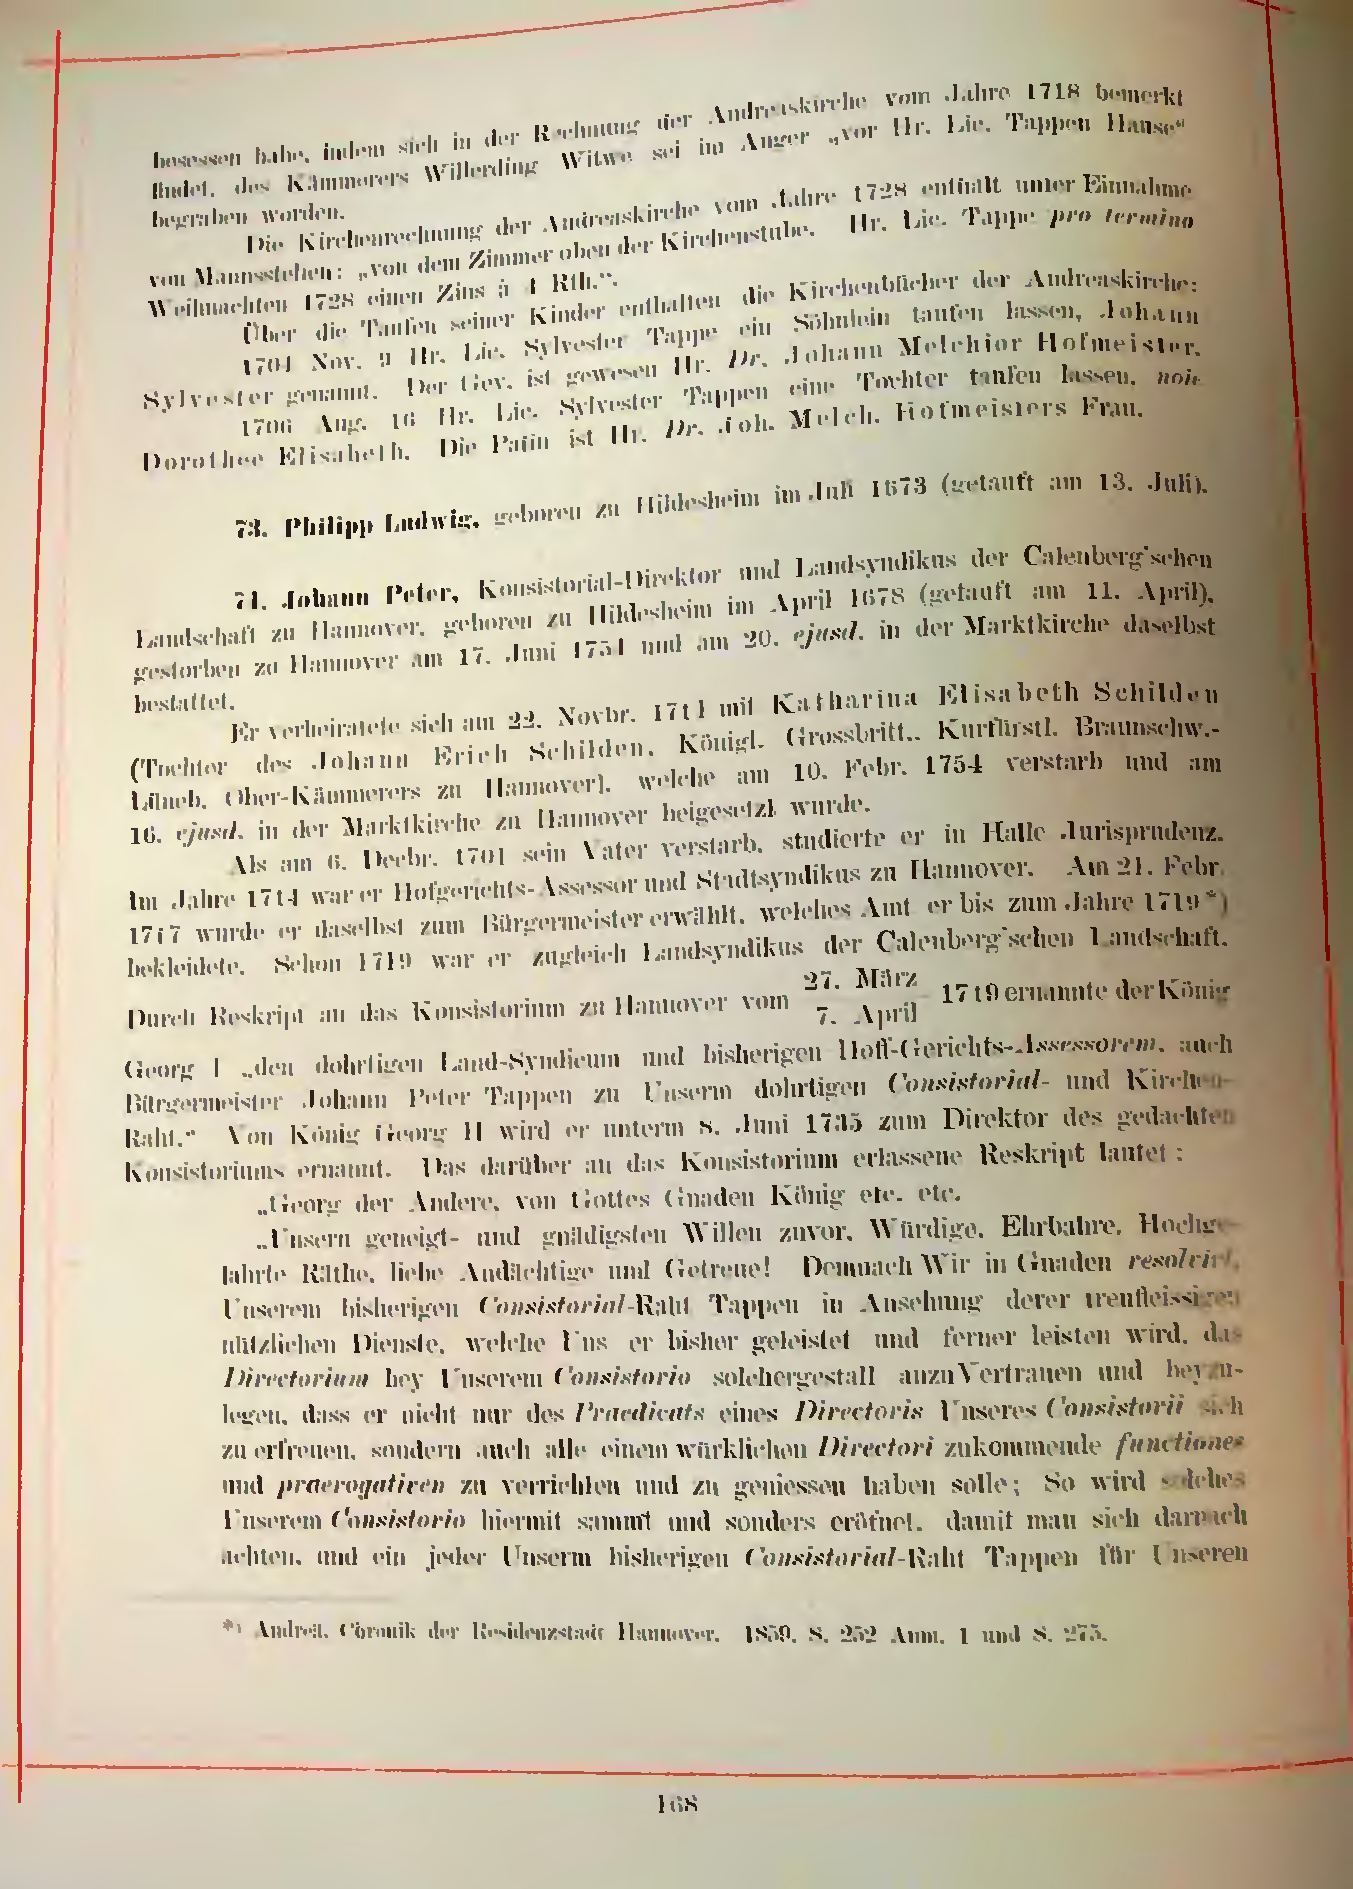 besessen habe, indem sich in der Rechnung der Andreaskirche vom Jahre 1718 bemerkt
findet, des Kämmerers Willerding Witwe sei im Anger „vor Hr. Lic. Tappen Hause“
begraben worden.
Die Kirchenrechnung der Andreaskirche vom Jahre 1728 enthält unter Einnahme
von Mannsstehen: „von dem Zimmer oben der Kirchenstube. Hr. Lic. Tappe pro termino
Weihnachten 1728 einen Zins à 1 Rth.“.
Über die Taufen seiner Kinder enthalten die Kirchenbücher der Andreaskirche:
1704 Nov. 9 Hr. Lic. Sylvester Tappe ein Söhnlein taufen lassen, Johann
Sylvester genannt. Der Gev. ist gewesen Hr. Dr. Johann Melchior Hofmeister.
1706 Aug. 16 Hr. Lic. Sylvester Tappen eine Tochter taufen lassen,
Dorothee Elisabeth. Die Patin ist Hr. Dr. Joh. Melch. Hofmeisters Frau.
73. Philipp Ludwig, geboren zu Hildesheim im Juli 1673 (getauft am 13. Juli).
74. Johann Peter, Konsistorial-Direktor und Landsyndikus der Calenberg'schen
Landschaft zu Hannover, geboren zu Hildesheim im April 1678 (getauft am 11. April),
gestorben zu Hannover am 17. Juni 1754 und am 20. ejusd. in der Marktkirche daselbst
bestattet.
Er verheiratete sich am 22. Novbr. 1711 mit Katharina Elisabeth Schilden
(Tochter des Johann Erich Schilden, Königl. Grossbritt., Kurfürstl. Braunschw.-
Lüneb. Ober-Kämmerers zu Hannover), welche am 10. Febr. 1754 verstarb und am
16. ejusd. in der Marktkirche zu Hannover beigesetzt wurde.
Als am 6. Decbr. 1701 sein Vater verstarb, studierte er in Halle Jurisprudenz.
Im Jahre 1714 war er Hofgerichts-Assessor und Stadtsyndikus zu Hannover. Am 21. Febr.
1717 wurde er daselbst zum Bürgermeister erwählt, welches Amt er bis zum Jahre 1719*)
bekleidete. Schon 1719 war er zugleich Landsyndikus der Calenberg'schen Landschaft.
Durch Reskript an das Konsistorium zu Hannover vom 27. März / 7. April 1719 ernannte der König
Georg I „den dohrtigen Land-Syndicum und bisherigen Hoff-Gerichts-Assessorem, auch
Bürgermeister Johann Peter Tappen zu Unserm dohrtigen Consistorial- und Kirchen-
Raht.“ Von König Georg II wird er unterm 8. Juni 1735 zum Direktor des gedachten
Konsistoriums ernannt. Das darüber an das Konsistorium erlassene Reskript lautet:
„Georg der Andere, von Gottes Gnaden König etc. etc.
„Unsern geneigt- und gnädigsten Willen zuvor, Würdige, Ehrbahre, Hochge-
lahrte Räthe, liebe Andächtige und Getreue! Demnach Wir in Gnaden resolvirt,
Unserem bisherigen Consistorial-Raht Tappen in Ansehung derer treufleissigen
nützlichen Dienste, welche Uns er bisher geleistet und ferner leisten wird, das
Directorium bey Unserem Consistorio solchergestalt anzuVertrauen und beyzu-
legen, dass er nicht nur des Praedicats eines Directoris Unseres Consistorii sich
zu erfreuen, sondern auch alle einem würklichen Directori zukommende functiones
und praerogativen zu verrichten und zu geniessen haben solle; So wird solches
Unserem Consistorio hiermit sammt und sonders eröfnet, damit man sich darnach
achten, und ein jeder Unserm bisherigen Consistorial-Raht Tappen für Unseren
*) Andreä, Chronik der Residenzstadt Hannover. 1859. S. 252 Anm. 1 und S. 275.
168